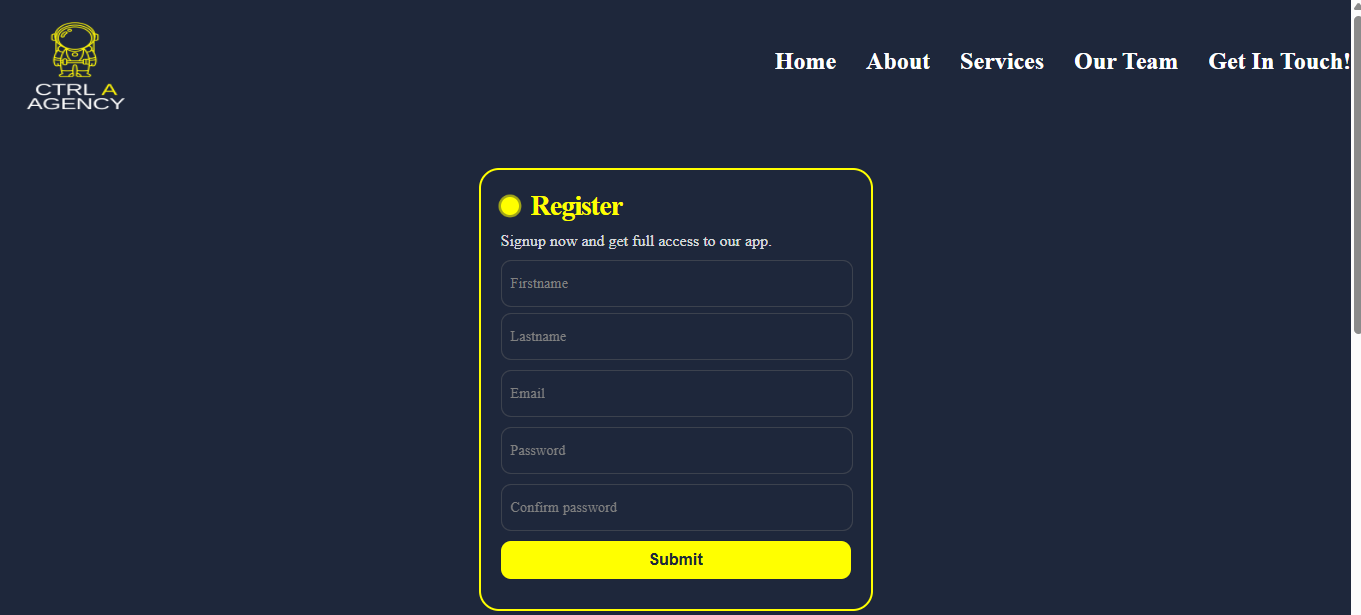 CTRL A
AGENCY
Home About Services Our Team Get In Touch!
Register
Signup now and get full access to our app.
Firstname
Lastname
Email
Password
Confirm password
Submit